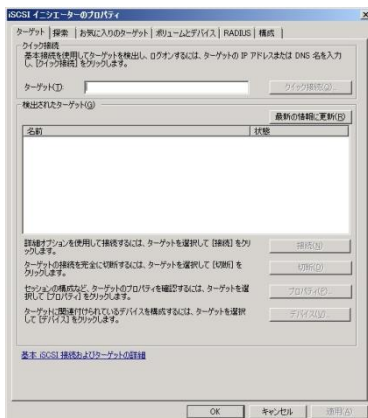 iSCSI イニシエーターのプロパティ
ターゲット 探索 お気に入りのターゲット ボリュームとデバイス RADIUS 構成
クイック接続
基本接続を使用してターゲットを検出し、ログオンするには、ターゲットの IP アドレスまたは DNS 名を入力
し、[クイック接続] をクリックします。
ターゲット(T): クイック接続(Q)
検出されたターゲット(G)
最新の情報に更新(R)
名前 状態
詳細オプションを使用して接続するには、ターゲットを選択して [接続] をクリ
ックします。
接続(N)
ターゲットの接続を完全に切断するには、ターゲットを選択して [切断] を
クリックします。
切断(D)
セッションの構成など、ターゲットのプロパティを確認するには、ターゲットを選
択して [プロパティ] をクリックします。
プロパティ(P)...
ターゲットに関連付けられているデバイスを構成するには、ターゲットを選択
して [デバイス] をクリックします。
デバイス(V)...
基本 iSCSI 接続およびターゲットの詳細
OK キャンセル 適用(A)